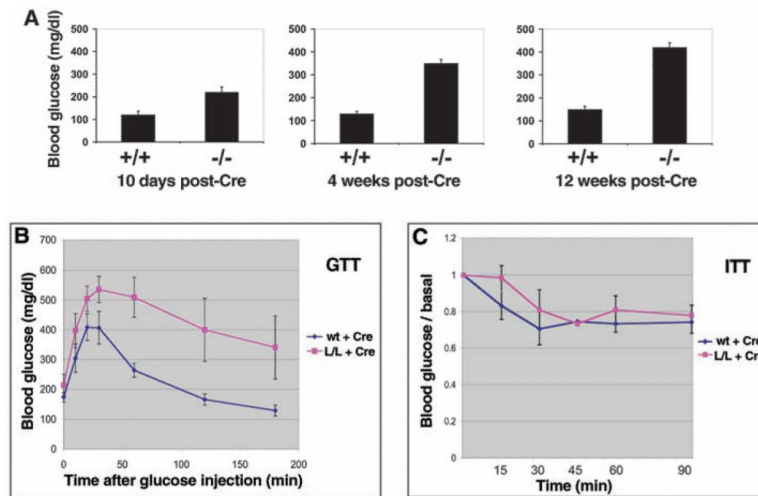 A
Blood glucose (mg/dl)
500
400
300
200
100
+/+ -/-
10 days post-Cre
500
400
300
200
100
+/+ -/-
4 weeks post-Cre
500
400
300
200
100
+/+ -/-
12 weeks post-Cre
B
GTT
Blood glucose (mg/dl)
700
600
500
400
300
200
100
0
0 50 100 150 200
Time after glucose injection (min)
wt + Cre
L/L + Cre
C
ITT
Blood glucose / basal
1.2
1
0.8
0.6
0.4
0.2
0
15 30 45 60 90
Time (min)
wt + Cre
L/L + Cre